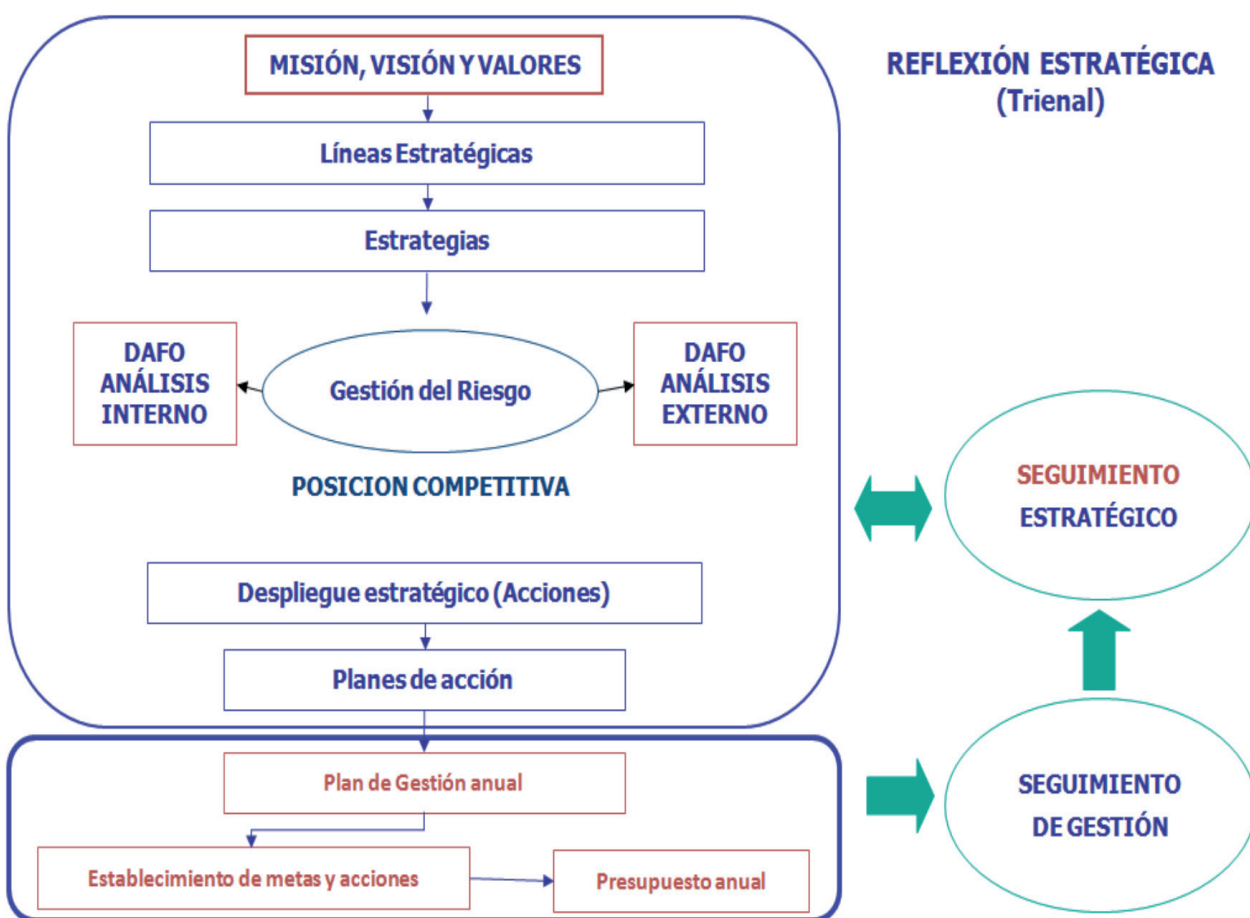 MISIÓN, VISIÓN Y VALORES
REFLEXIÓN ESTRATÉGICA
(Trienal)
Líneas Estratégicas
Estrategias
DAFO
ANÁLISIS
INTERNO
Gestión del Riesgo
DAFO
ANÁLISIS
EXTERNO
POSICION COMPETITIVA
SEGUIMIENTO
ESTRATÉGICO
Despliegue estratégico (Acciones)
Planes de acción
Plan de Gestión anual
SEGUIMIENTO
DE GESTIÓN
Establecimiento de metas y acciones
Presupuesto anual